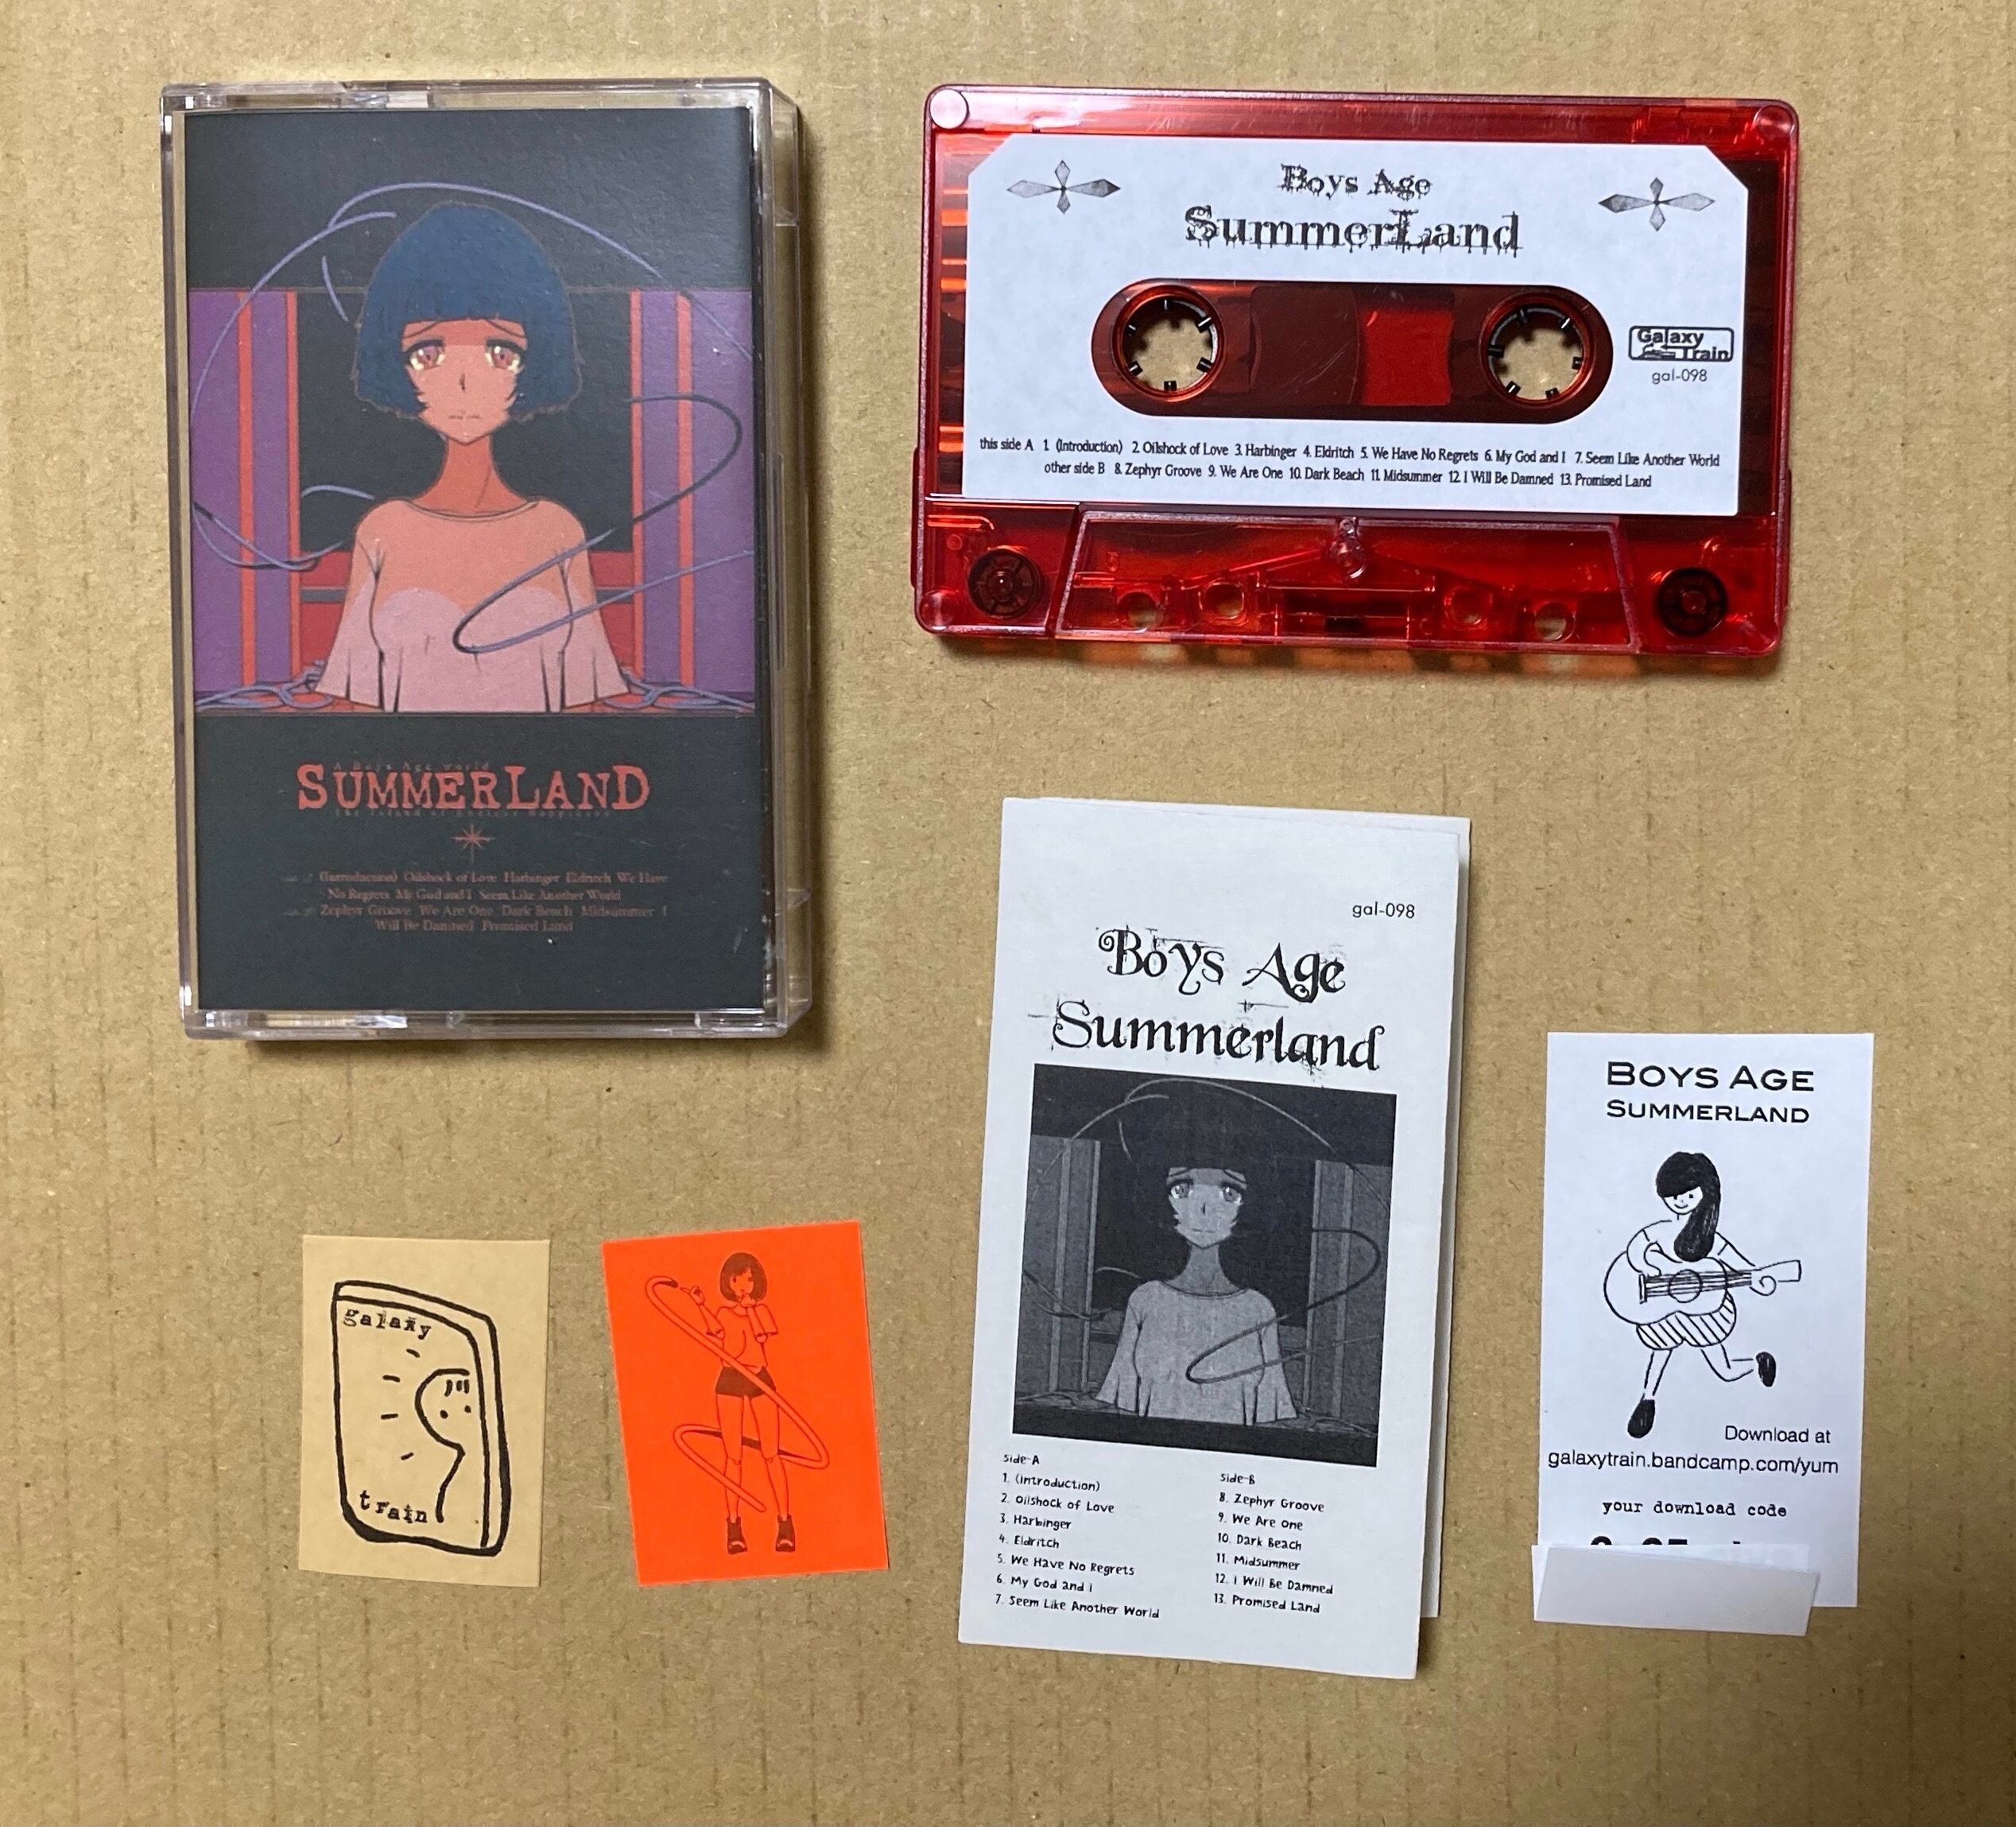 A Boys Age world
SUMMERLAND
The Island of Endless Happiness
(Introduction) Oilshock of Love Harbinger Eldritch We Have
No Regrets My God and I Seem Like Another World
Zephyr Groove We Are One Dark Beach Midsummer I
Will Be Damned Promised Land
Boys Age
SummerLand
Galaxy
Train
gal-098
this side A 1. (Introduction) 2. Oilshock of Love 3. Harbinger 4. Eldritch 5. We Have No Regrets 6. My God and I 7. Seem Like Another World
other side B 8. Zephyr Groove 9. We Are One 10. Dark Beach 11. Midsummer 12. I Will Be Damned 13. Promised Land
gal-098
Boys Age
Summerland
side-A
1. (Introduction)
2. Oilshock of Love
3. Harbinger
4. Eldritch
5. We Have No Regrets
6. My God and I
7. Seem Like Another World
side-B
8. Zephyr Groove
9. We Are One
10. Dark Beach
11. Midsummer
12. I Will Be Damned
13. Promised Land
BOYS AGE
SUMMERLAND
Download at
galaxytrain.bandcamp.com/yum
your download code
galaxy
train